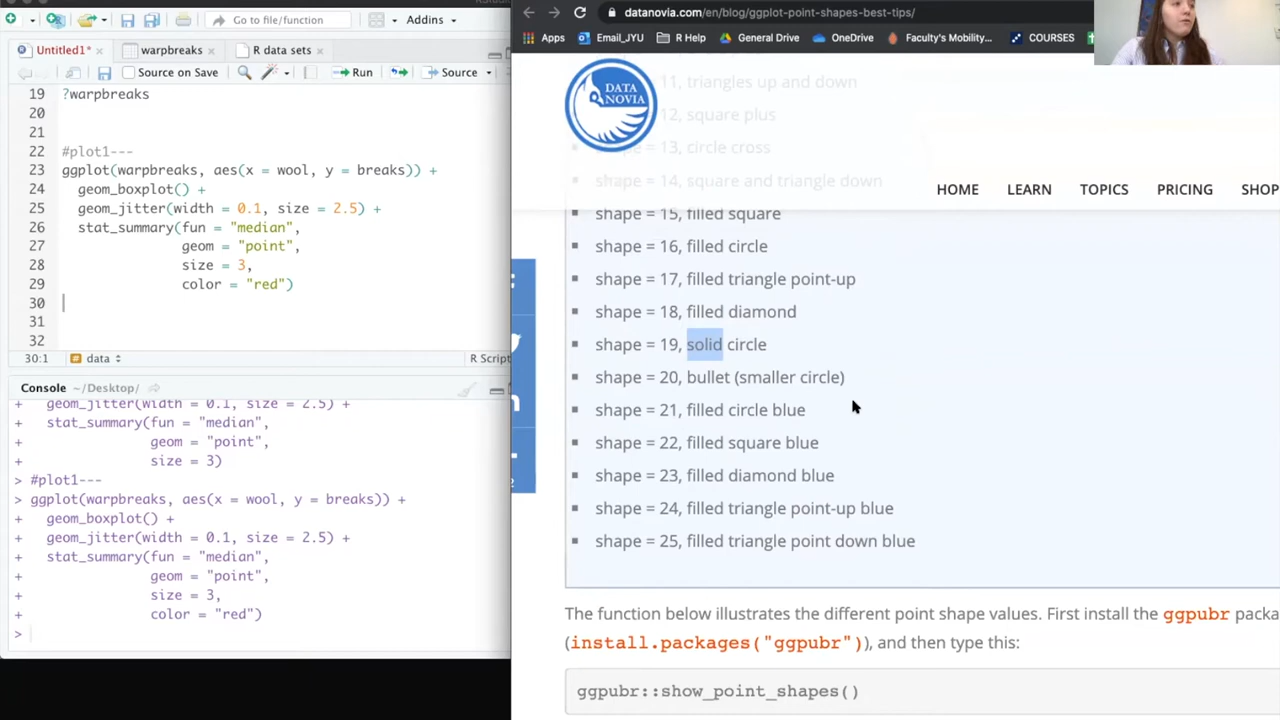 Go to file/function
Addins
Untitled1*
warpbreaks
R data sets
Source on Save
Run
Source
19 ?warpbreaks
20
21
22 #plot1---
23 ggplot(warpbreaks, aes(x = wool, y = breaks)) +
24 geom_boxplot() +
25 geom_jitter(width = 0.1, size = 2.5) +
26 stat_summary(fun = "median",
27 geom = "point",
28 size = 3,
29 color = "red")
30
31
32
30:1 data R Script
Console ~/Desktop/
+ geom_jitter(width = 0.1, size = 2.5) +
+ stat_summary(fun = "median",
+ geom = "point",
+ size = 3)
> #plot1---
> ggplot(warpbreaks, aes(x = wool, y = breaks)) +
+ geom_boxplot() +
+ geom_jitter(width = 0.1, size = 2.5) +
+ stat_summary(fun = "median",
+ geom = "point",
+ size = 3,
+ color = "red")
>
datanovia.com/en/blog/ggplot-point-shapes-best-tips/
Apps Email_JYU R Help General Drive OneDrive Faculty's Mobility... COURSES
DATA
NOVIA
HOME LEARN TOPICS PRICING SHOP
11, triangles up and down
12, square plus
13, circle cross
shape = 14, square and triangle down
shape = 15, filled square
shape = 16, filled circle
shape = 17, filled triangle point-up
shape = 18, filled diamond
shape = 19, solid circle
shape = 20, bullet (smaller circle)
shape = 21, filled circle blue
shape = 22, filled square blue
shape = 23, filled diamond blue
shape = 24, filled triangle point-up blue
shape = 25, filled triangle point down blue
The function below illustrates the different point shape values. First install the ggpubr packa
(install.packages("ggpubr")), and then type this:
ggpubr::show_point_shapes()